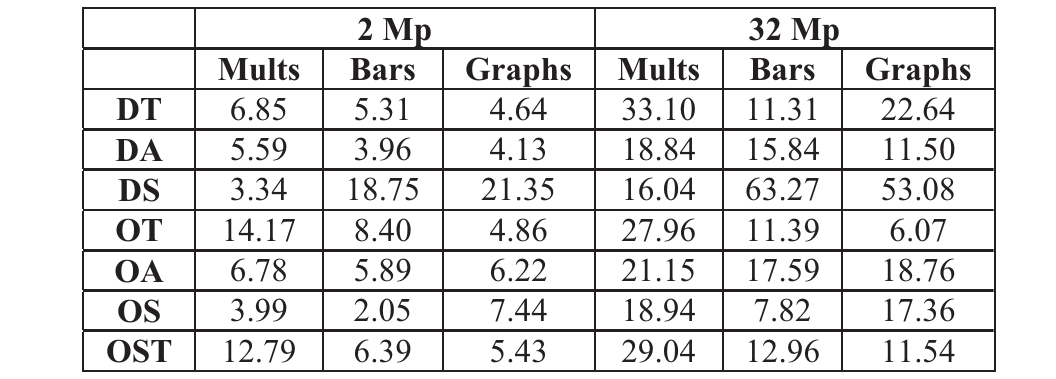 2 Mp 32 Mp
Mults Bars Graphs Mults Bars Graphs
DT 6.85 5.31 4.64 33.10 11.31 22.64
DA 5.59 3.96 4.13 18.84 15.84 11.50
DS 3.34 18.75 21.35 16.04 63.27 53.08
OT 14.17 8.40 4.86 27.96 11.39 6.07
OA 6.78 5.89 6.22 21.15 17.59 18.76
OS 3.99 2.05 7.44 18.94 7.82 17.36
OST 12.79 6.39 5.43 29.04 12.96 11.54